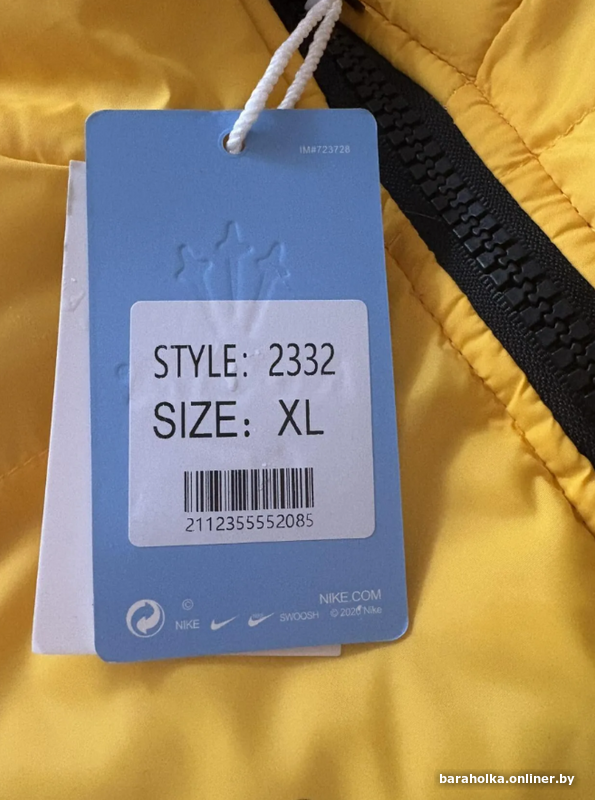 IM#723728
STYLE: 2332
SIZE: XL
2112355552085
NIKE.COM
©
NIKE SWOOSH © 2020 Nike
baraholka.onliner.by